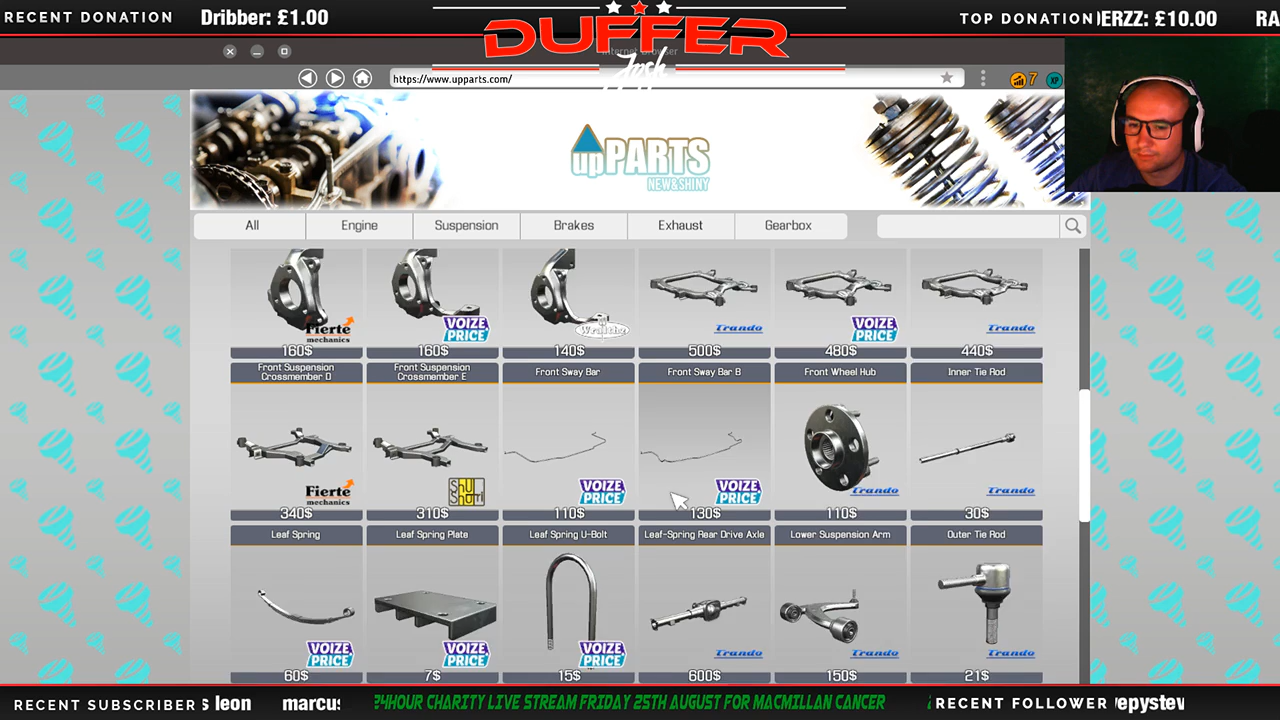 RECENT DONATION
Dribber: £1.00
DUFFER
Josh
TOP DONATION
ERZZ: £10.00
RA
https://www.upparts.com/
7
XP
upPARTS
NEW&SHINY
All
Engine
Suspension
Brakes
Exhaust
Gearbox
Fierte mechanics
VOIZE PRICE
Trando
VOIZE PRICE
Trando
160$
160$
140$
500$
480$
440$
Front Suspension Crossmember D
Front Suspension Crossmember E
Front Sway Bar
Front Sway Bar B
Front Wheel Hub
Inner Tie Rod
Fierte mechanics
VOIZE PRICE
VOIZE PRICE
Trando
Trando
340$
310$
110$
130$
110$
30$
Leaf Spring
Leaf Spring Plate
Leaf Spring U-Bolt
Leaf-Spring Rear Drive Axle
Lower Suspension Arm
Outer Tie Rod
VOIZE PRICE
VOIZE PRICE
VOIZE PRICE
Trando
Trando
Trando
60$
7$
15$
600$
150$
21$
RECENT SUBSCRIBER
s leon
marcus
24HOUR CHARITY LIVE STREAM FRIDAY 25TH AUGUST FOR MACMILLAN CANCER
RECENT FOLLOWER
epystev